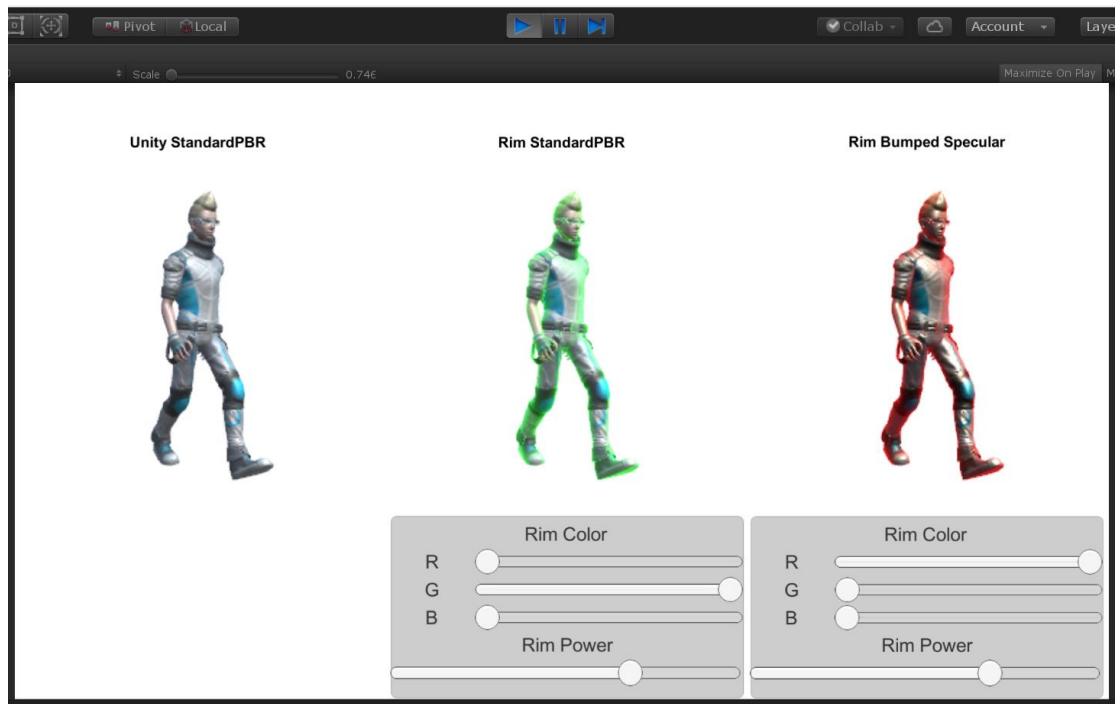 Pivot Local Collab Account
Scale 0.746 Maximize On Play
Unity StandardPBR Rim StandardPBR Rim Bumped Specular
Rim Color Rim Color
R R
G G
B B
Rim Power Rim Power